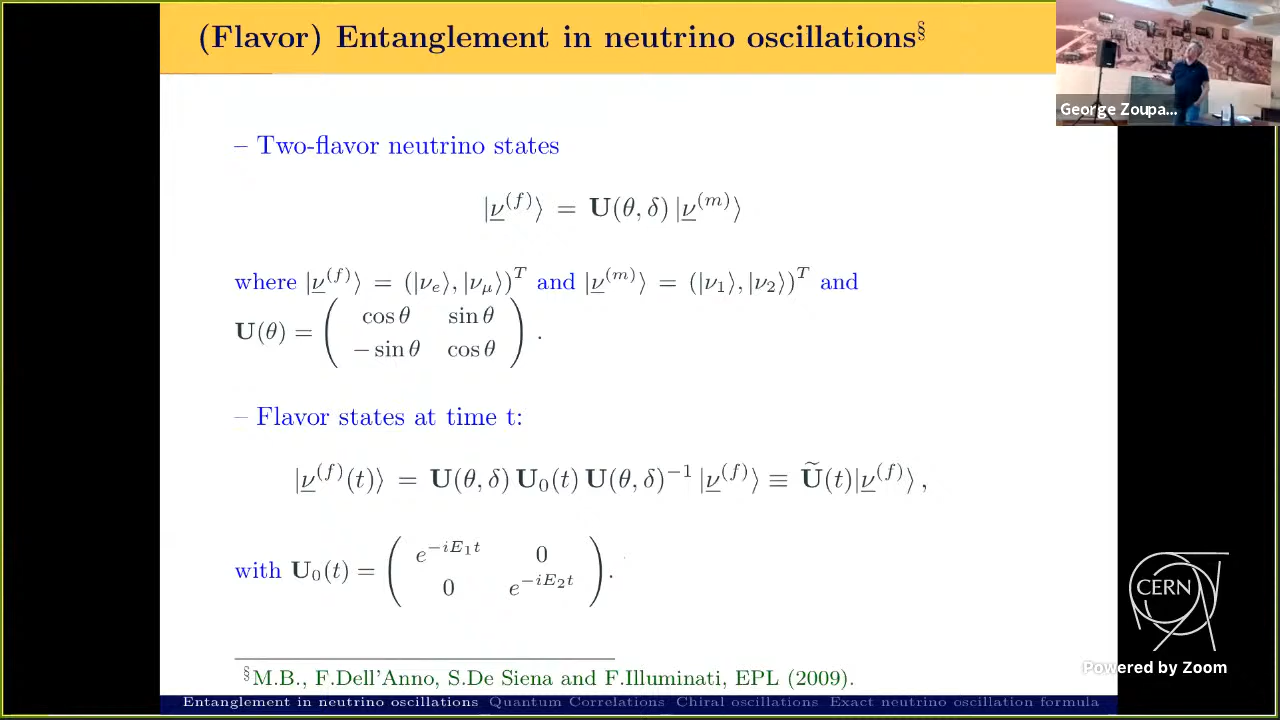 (Flavor) Entanglement in neutrino oscillations§
George Zoupa...
– Two-flavor neutrino states
|ν̲^(f)⟩ = U(θ, δ) |ν̲^(m)⟩
where |ν̲^(f)⟩ = (|ν_e⟩, |ν_μ⟩)^T and |ν̲^(m)⟩ = (|ν_1⟩, |ν_2⟩)^T and
U(θ) = ( cos θ sin θ
− sin θ cos θ ) .
– Flavor states at time t:
|ν̲^(f)(t)⟩ = U(θ, δ) U_0(t) U(θ, δ)^−1 |ν̲^(f)⟩ ≡ Ũ(t)|ν̲^(f)⟩ ,
with U_0(t) = ( e^−iE_1t 0
0 e^−iE_2t ).
CERN
Powered by Zoom
§M.B., F.Dell'Anno, S.De Siena and F.Illuminati, EPL (2009).
Entanglement in neutrino oscillations Quantum Correlations Chiral oscillations Exact neutrino oscillation formula